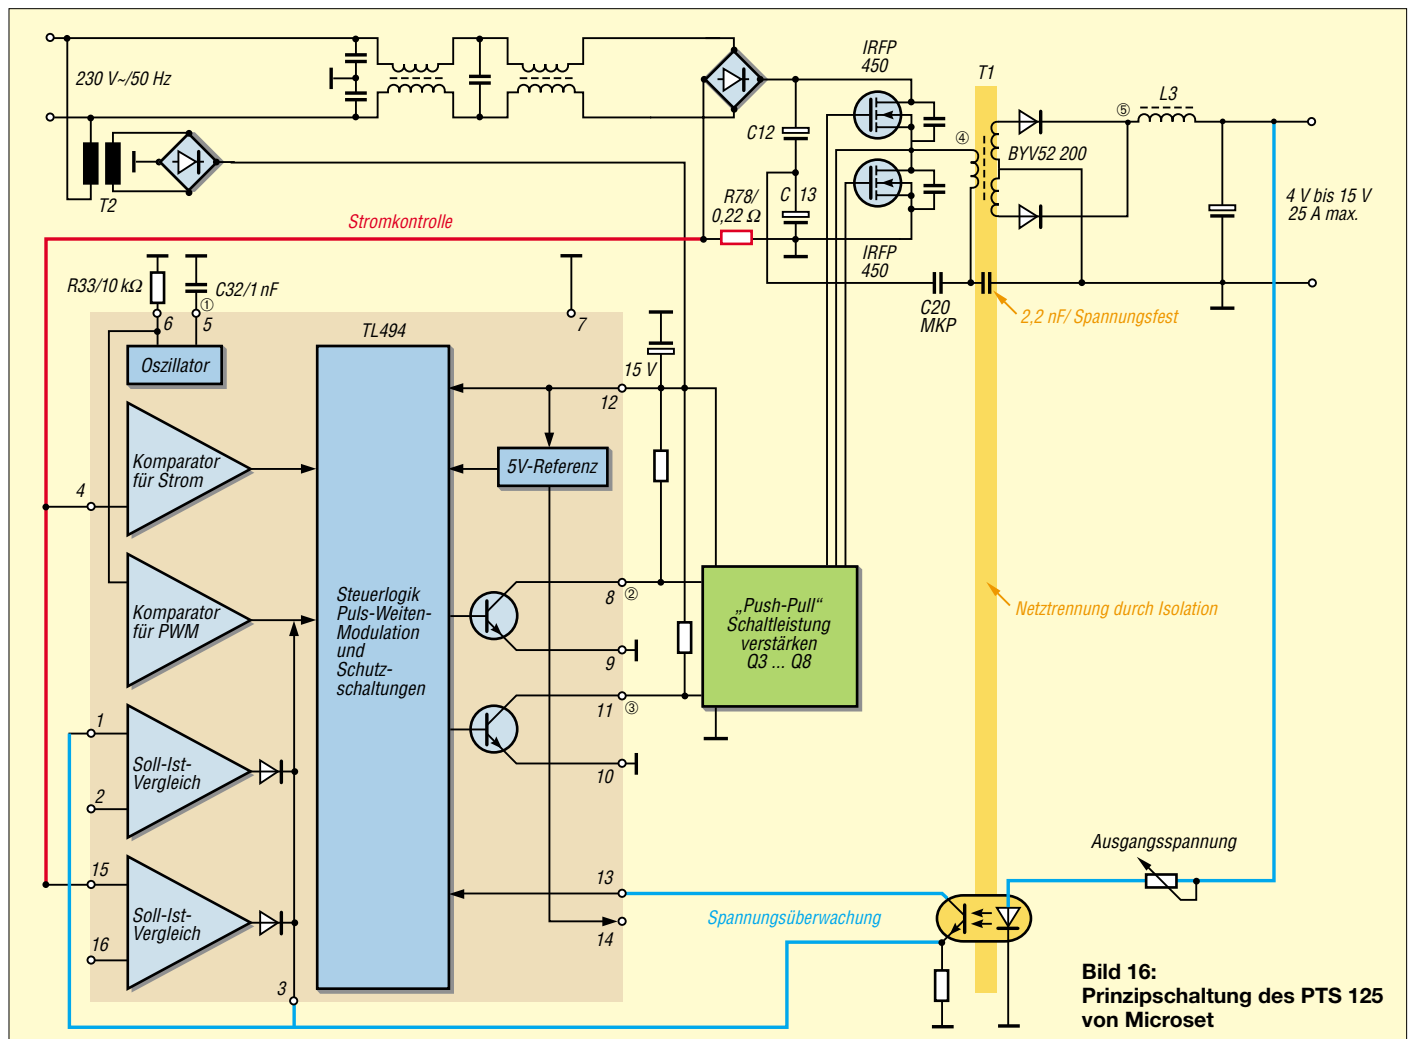 230 V~/50 Hz
T2
IRFP
450
T1
L3
⑤
④
C12
C 13
BYV52 200
R78/
0,22 Ω
4 V bis 15 V
25 A max.
Stromkontrolle
IRFP
450
R33/10 kΩ
C32/1 nF
①
C20
MKP
2,2 nF/ Spannungsfest
6
5
7
TL494
Oszillator
15 V
12
Komparator
für Strom
5V-Referenz
4
Komparator
für PWM
Steuerlogik
Puls-Weiten-
Modulation
und
Schutz-
schaltungen
8
②
9
„Push-Pull“
Schaltleistung
verstärken
Q3 ... Q8
Netztrennung durch Isolation
11
③
10
1
Soll-Ist-
Vergleich
2
15
Soll-Ist-
Vergleich
16
3
13
14
Spannungsüberwachung
Ausgangsspannung
Bild 16:
Prinzipschaltung des PTS 125
von Microset